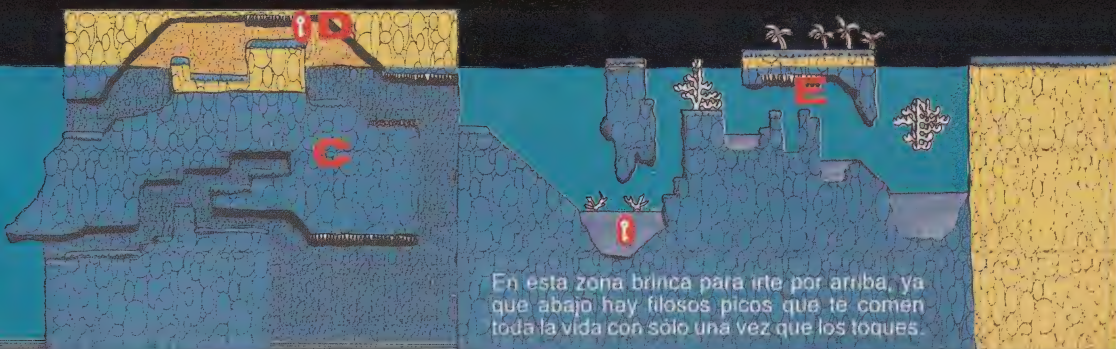 D
E
C
En esta zona brinca para irte por arriba, ya
que abajo hay filosos picos que te comen
toda la vida con sólo una vez que los toques.